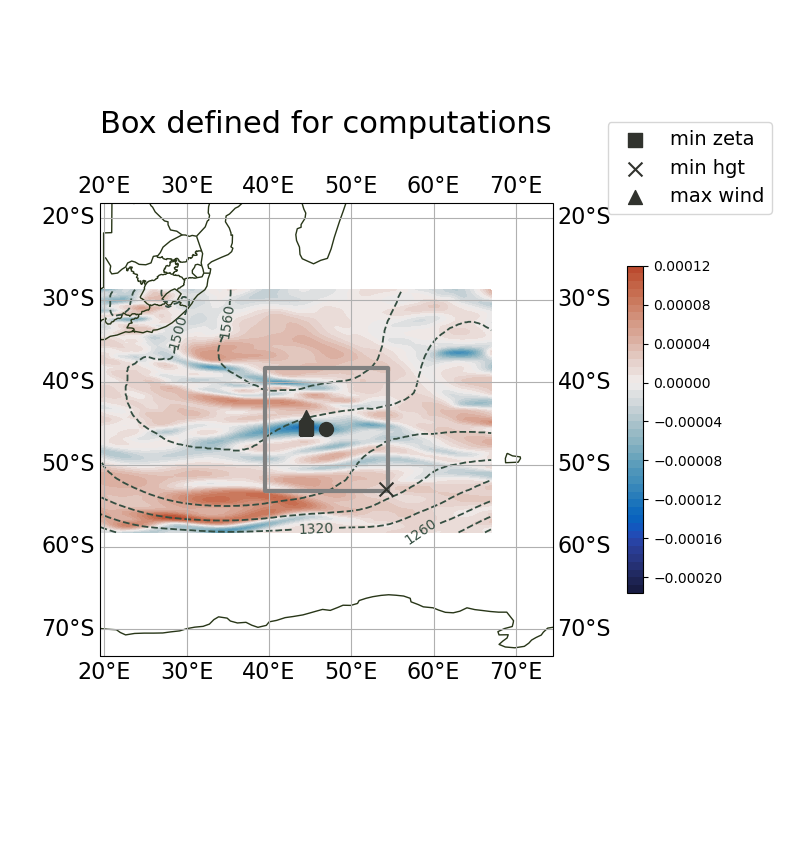 Box defined for computations
min zeta
min hgt
max wind
20°E 30°E 40°E 50°E 60°E 70°E
20°S 20°S
30°S 30°S
40°S 40°S
50°S 50°S
60°S 60°S
70°S 70°S
20°E 30°E 40°E 50°E 60°E 70°E
1500
1560
1320
1260
0.00012
0.00008
0.00004
0.00000
−0.00004
−0.00008
−0.00012
−0.00016
−0.00020